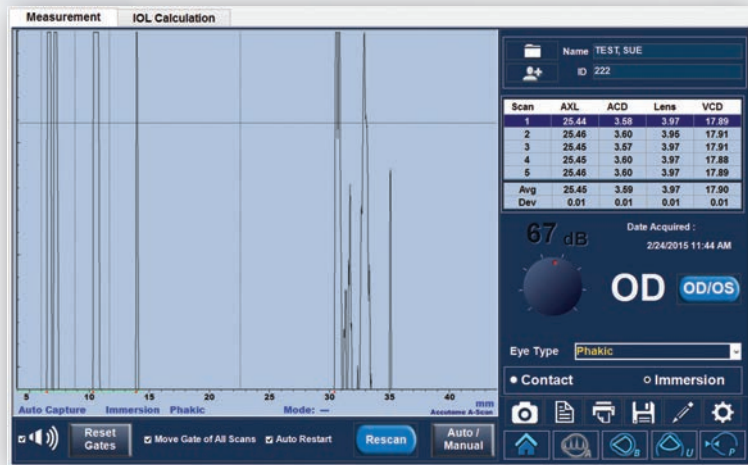 Measurement IOL Calculation
Name TEST, SUE
ID 222
Scan AXL ACD Lens VCD
1 25.44 3.58 3.97 17.89
2 25.46 3.60 3.95 17.91
3 25.45 3.57 3.97 17.91
4 25.45 3.60 3.97 17.88
5 25.46 3.60 3.97 17.89
Avg 25.45 3.59 3.97 17.90
Dev 0.01 0.01 0.01 0.01
67 dB
Date Acquired :
2/24/2015 11:44 AM
OD OD/OS
Eye Type Phakic
Contact Immersion
5 10 15 20 25 30 35 40 mm
Auto Capture Immersion Phakic Mode: -- Accutome A-Scan
Reset Gates
Move Gate of All Scans
Auto Restart
Rescan
Auto / Manual
A B U P